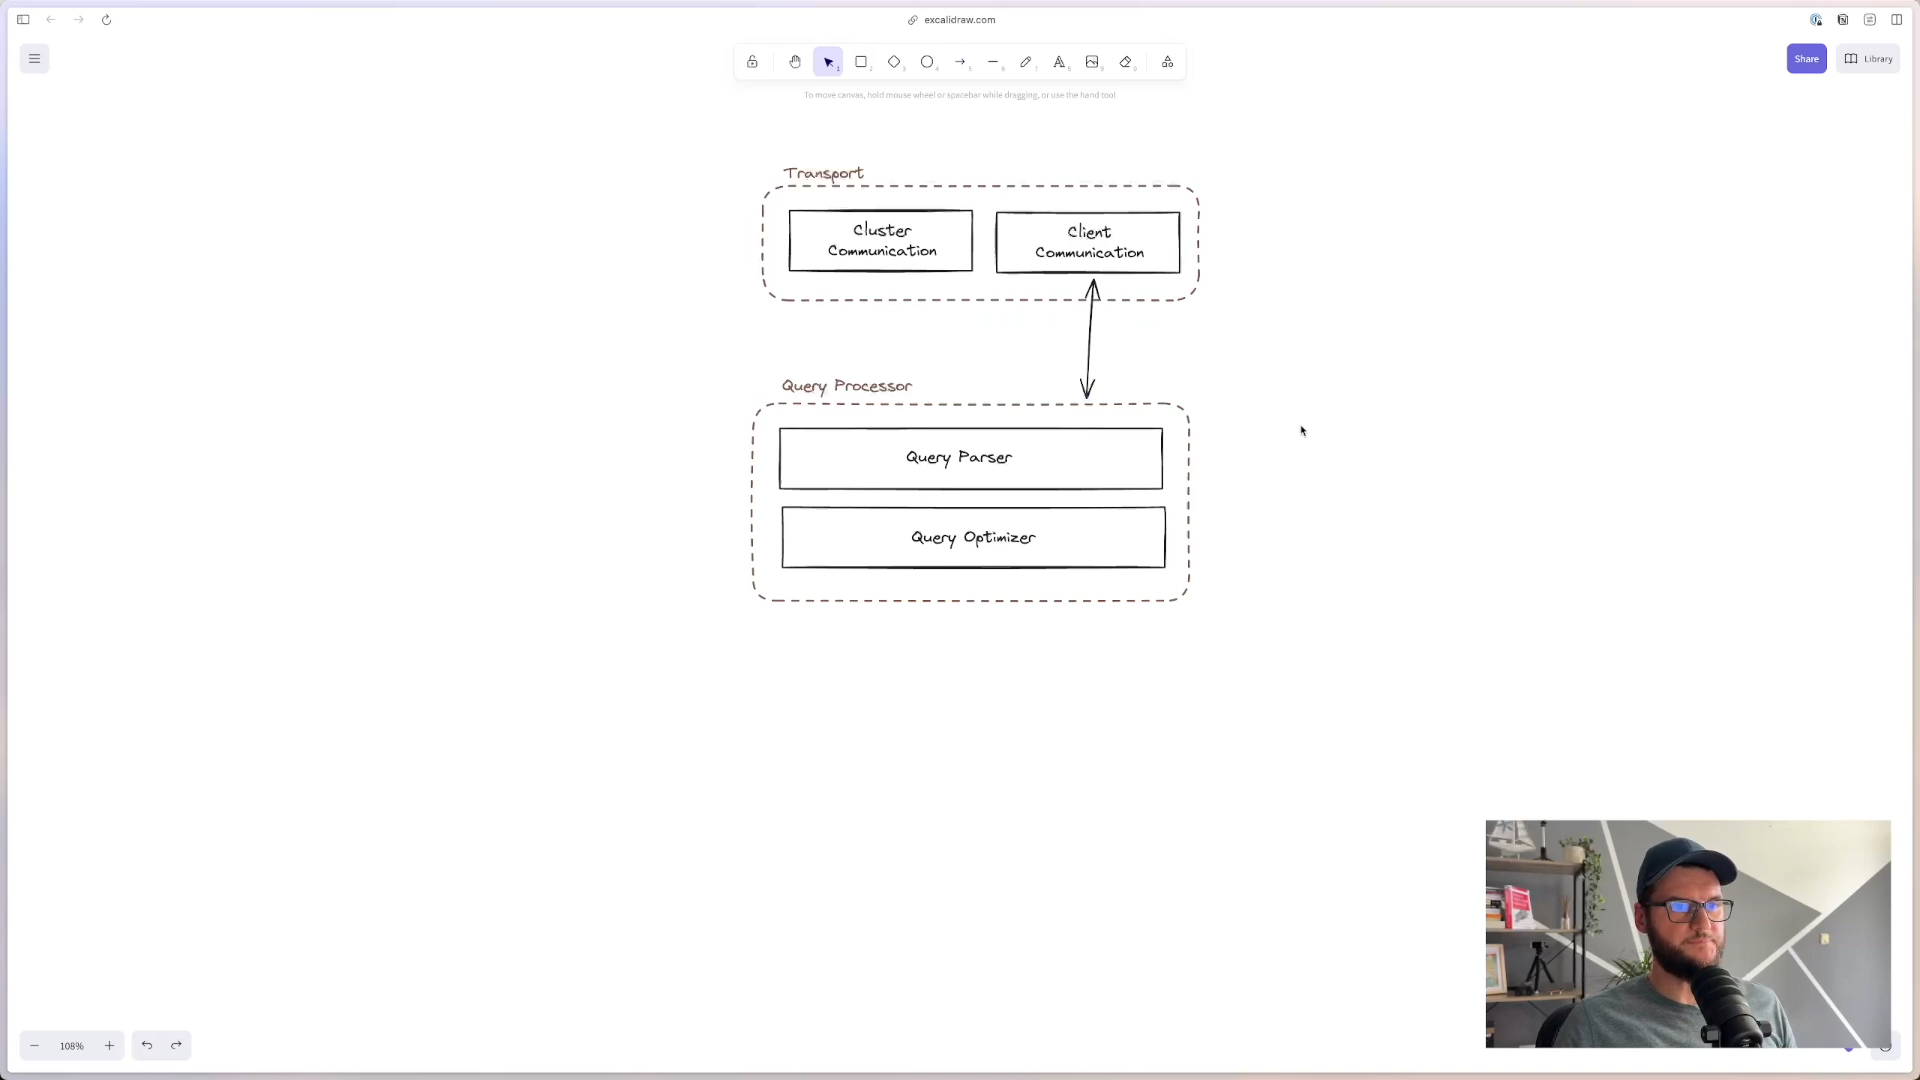 excalidraw.com
Share
Library
To move canvas, hold mouse wheel or spacebar while dragging, or use the hand tool
Transport
Cluster
Communication
Client
Communication
Query Processor
Query Parser
Query Optimizer
108%